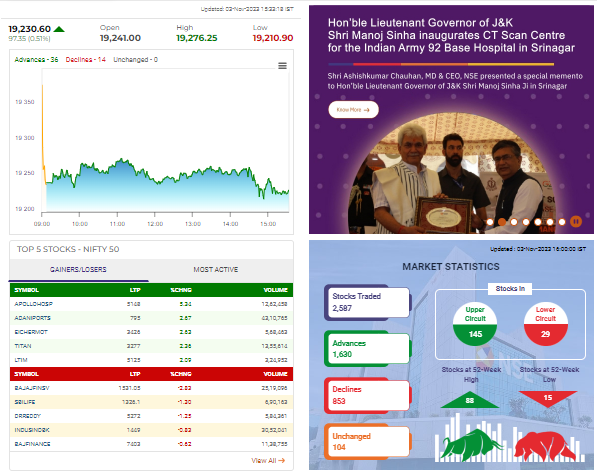 Updated: 03-Nov-2023 15:33:18 IST
19,230.60
97.35 (0.51%)
Open
19,241.00
High
19,276.25
Low
19,210.90
Advances - 36 Declines - 14 Unchanged - 0
19 350
19 250
19 200
09:00 10:00 11:00 12:00 13:00 14:00 15:00
Hon'ble Lieutenant Governor of J&K
Shri Manoj Sinha inaugurates CT Scan Centre
for the Indian Army 92 Base Hospital in Srinagar
Shri Ashishkumar Chauhan, MD & CEO, NSE presented a special memento
to Hon'ble Lieutenant Governor of J&K Shri Manoj Sinha Ji in Srinagar
Know More →
TOP 5 STOCKS - NIFTY 50
GAINERS/LOSERS MOST ACTIVE
SYMBOL LTP %CHNG VOLUME
APOLLOHOSP 5148 5.34 12,62,458
ADANIPORTS 795 2.67 43,10,765
EICHERMOT 3426 2.63 5,68,463
TITAN 3277 2.36 13,55,614
LTIM 5125 2.09 3,24,952
SYMBOL LTP %CHNG VOLUME
BAJAJFINSV 1531.05 -2.83 25,19,096
SBILIFE 1326.1 -1.30 6,90,163
DRREDDY 5272 -1.25 5,84,361
INDUSINDBK 1449 -0.83 30,52,041
BAJFINANCE 7403 -0.62 11,38,755
View All →
Updated : 03-Nov-2023 16:00:00 IST
MARKET STATISTICS
Stocks Traded
2,587
Advances
1,630
Declines
853
Unchanged
104
Stocks In
Upper
Circuit
145
Lower
Circuit
29
Stocks at 52-Week
High
88
Stocks at 52-Week
Low
15
NSE